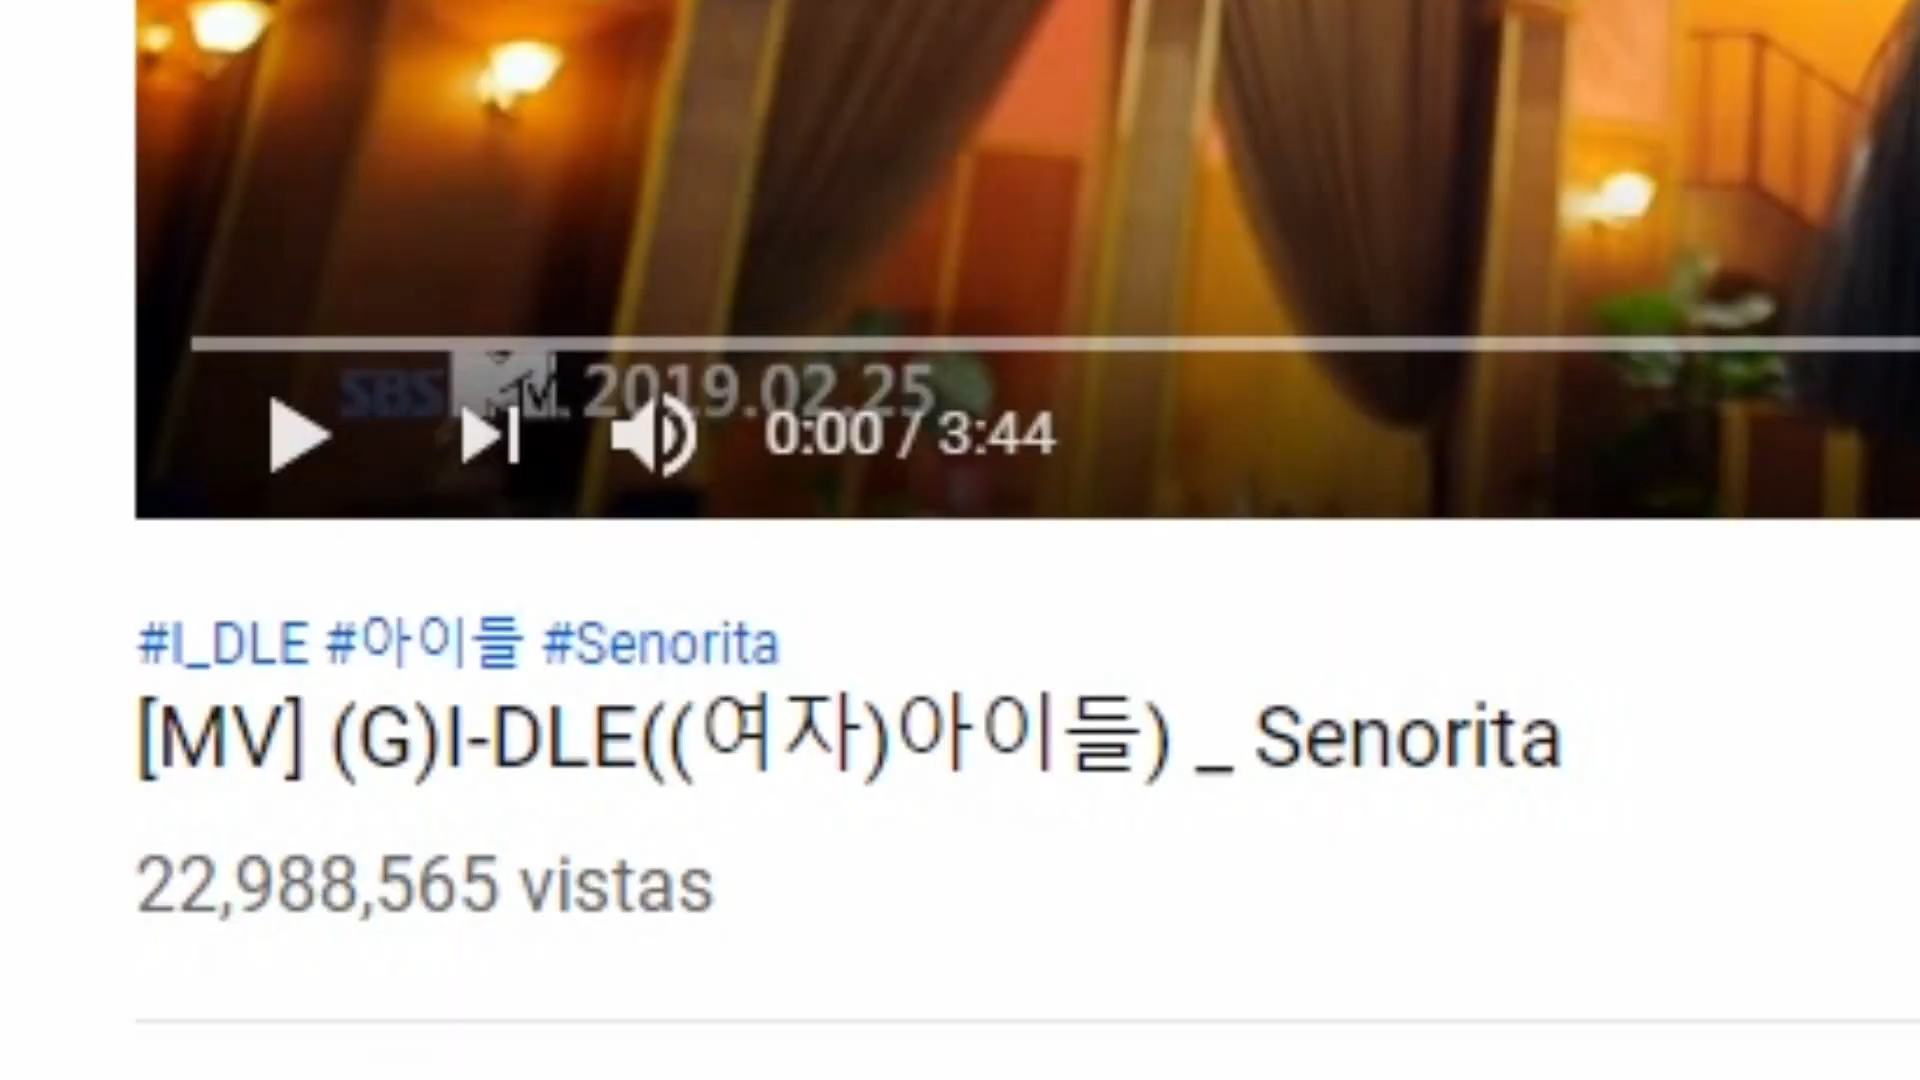 SBS MTV 2019.02.25
0:00 / 3:44
#I_DLE #아이들 #Senorita
[MV] (G)I-DLE((여자)아이들) _ Senorita
22,988,565 vistas